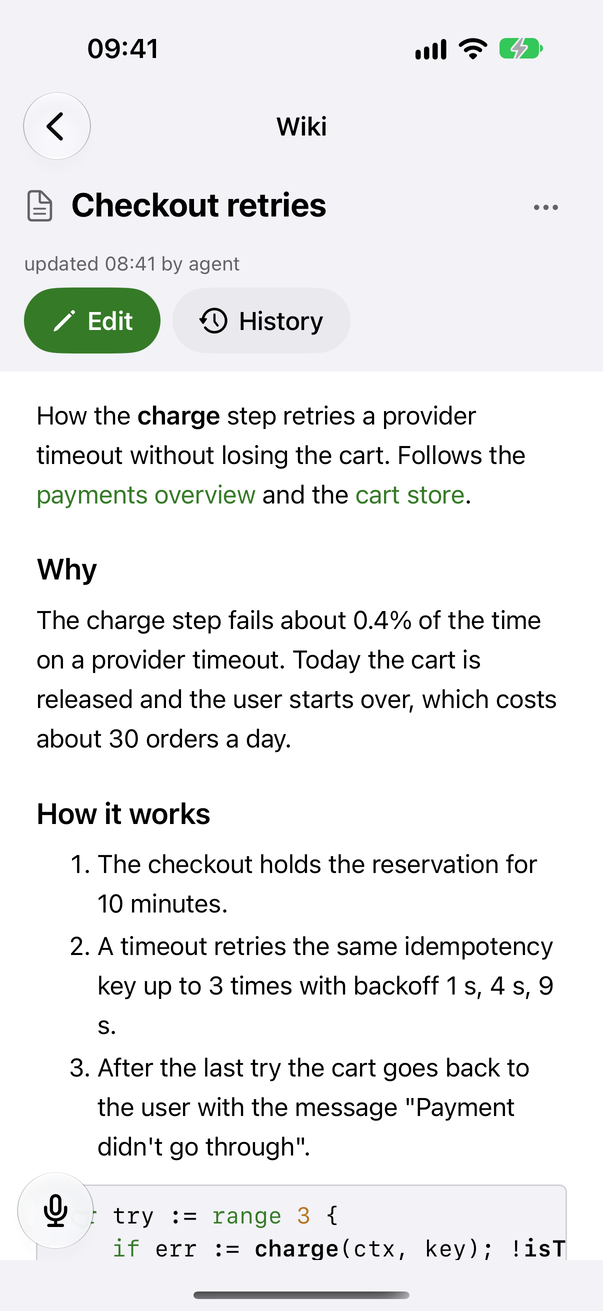 09:41
Wiki
Checkout retries
updated 08:41 by agent
Edit
History
How the charge step retries a provider
timeout without losing the cart. Follows the
payments overview and the cart store.
Why
The charge step fails about 0.4% of the time
on a provider timeout. Today the cart is
released and the user starts over, which costs
about 30 orders a day.
How it works
1. The checkout holds the reservation for
10 minutes.
2. A timeout retries the same idempotency
key up to 3 times with backoff 1 s, 4 s, 9
s.
3. After the last try the cart goes back to
the user with the message "Payment
didn't go through".
try := range 3 {
if err := charge(ctx, key); !isT